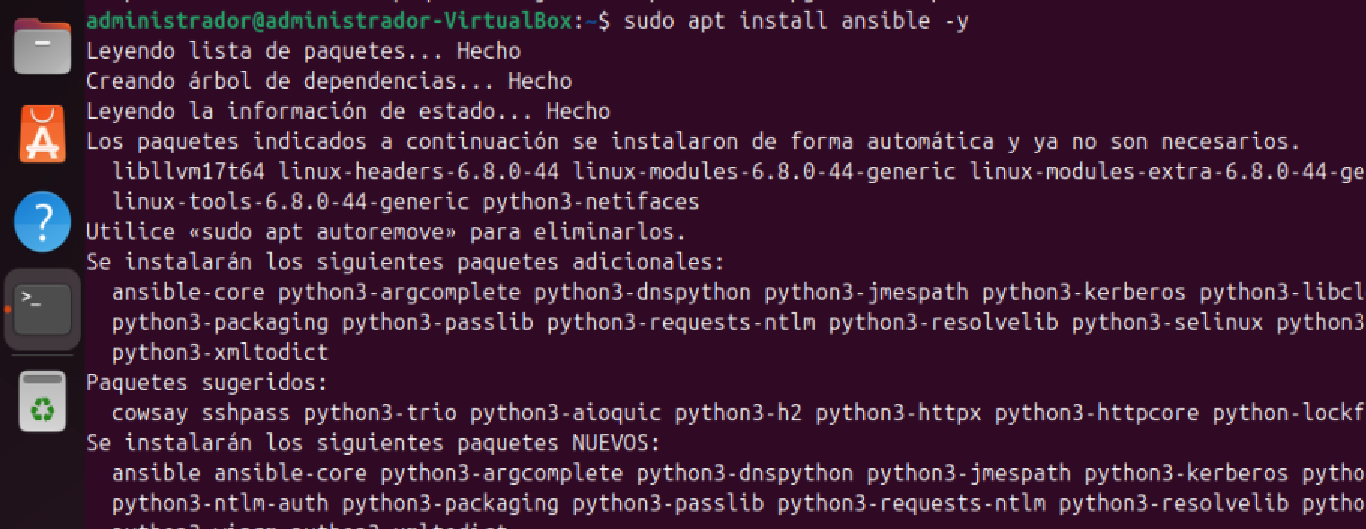 administrador@administrador-VirtualBox:~$ sudo apt install ansible -y
Leyendo lista de paquetes... Hecho
Creando árbol de dependencias... Hecho
Leyendo la información de estado... Hecho
Los paquetes indicados a continuación se instalaron de forma automática y ya no son necesarios.
libllvm17t64 linux-headers-6.8.0-44 linux-modules-6.8.0-44-generic linux-modules-extra-6.8.0-44-ge
linux-tools-6.8.0-44-generic python3-netifaces
Utilice «sudo apt autoremove» para eliminarlos.
Se instalarán los siguientes paquetes adicionales:
ansible-core python3-argcomplete python3-dnspython python3-jmespath python3-kerberos python3-libcl
python3-packaging python3-passlib python3-requests-ntlm python3-resolvelib python3-selinux python3
python3-xmltodict
Paquetes sugeridos:
cowsay sshpass python3-trio python3-aioquic python3-h2 python3-httpx python3-httpcore python-lockf
Se instalarán los siguientes paquetes NUEVOS:
ansible ansible-core python3-argcomplete python3-dnspython python3-jmespath python3-kerberos pytho
python3-ntlm-auth python3-packaging python3-passlib python3-requests-ntlm python3-resolvelib pytho